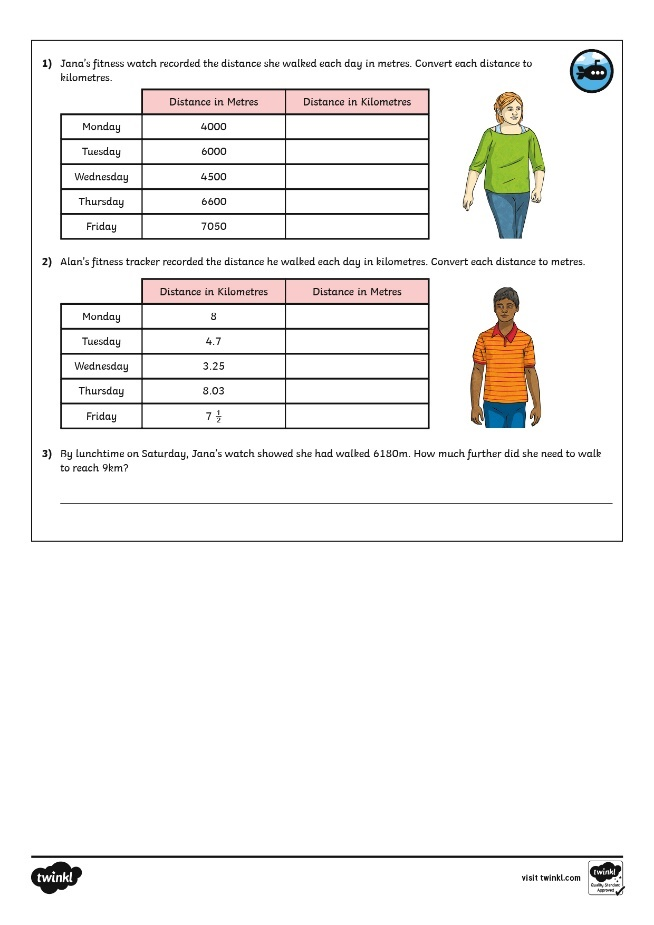 1) Jana's fitness watch recorded the distance she walked each day in metres. Convert each distance to
kilometres.
Distance in Metres Distance in Kilometres
Monday 4000
Tuesday 6000
Wednesday 4500
Thursday 6600
Friday 7050
2) Alan's fitness tracker recorded the distance he walked each day in kilometres. Convert each distance to metres.
Distance in Kilometres Distance in Metres
Monday 8
Tuesday 4.7
Wednesday 3.25
Thursday 8.03
Friday 7 1/2
3) By lunchtime on Saturday, Jana's watch showed she had walked 6180m. How much further did she need to walk
to reach 9km?
twinkl
visit twinkl.com
twinkl
Quality Standard
Approved